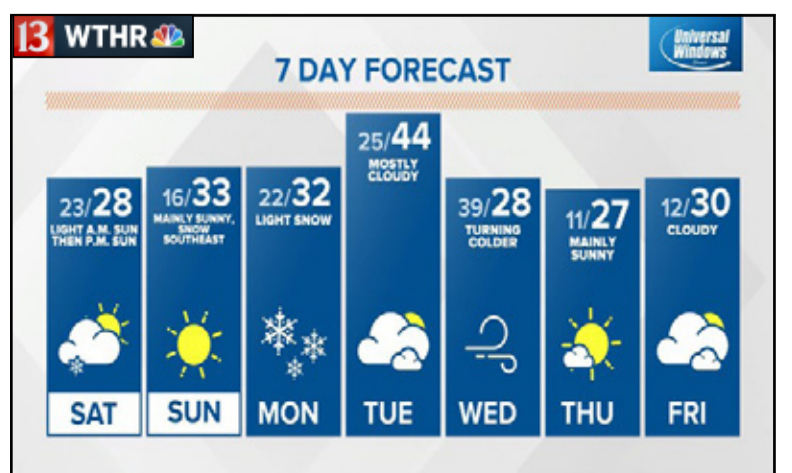 13 WTHR
Universal
Windows
7 DAY FORECAST
23/28
LIGHT A.M. SUN
THEN P.M. SUN
SAT
16/33
MAINLY SUNNY,
SNOW
SOUTHEAST
SUN
22/32
LIGHT SNOW
MON
25/44
MOSTLY
CLOUDY
TUE
39/28
TURNING
COLDER
WED
11/27
MAINLY
SUNNY
THU
12/30
CLOUDY
FRI